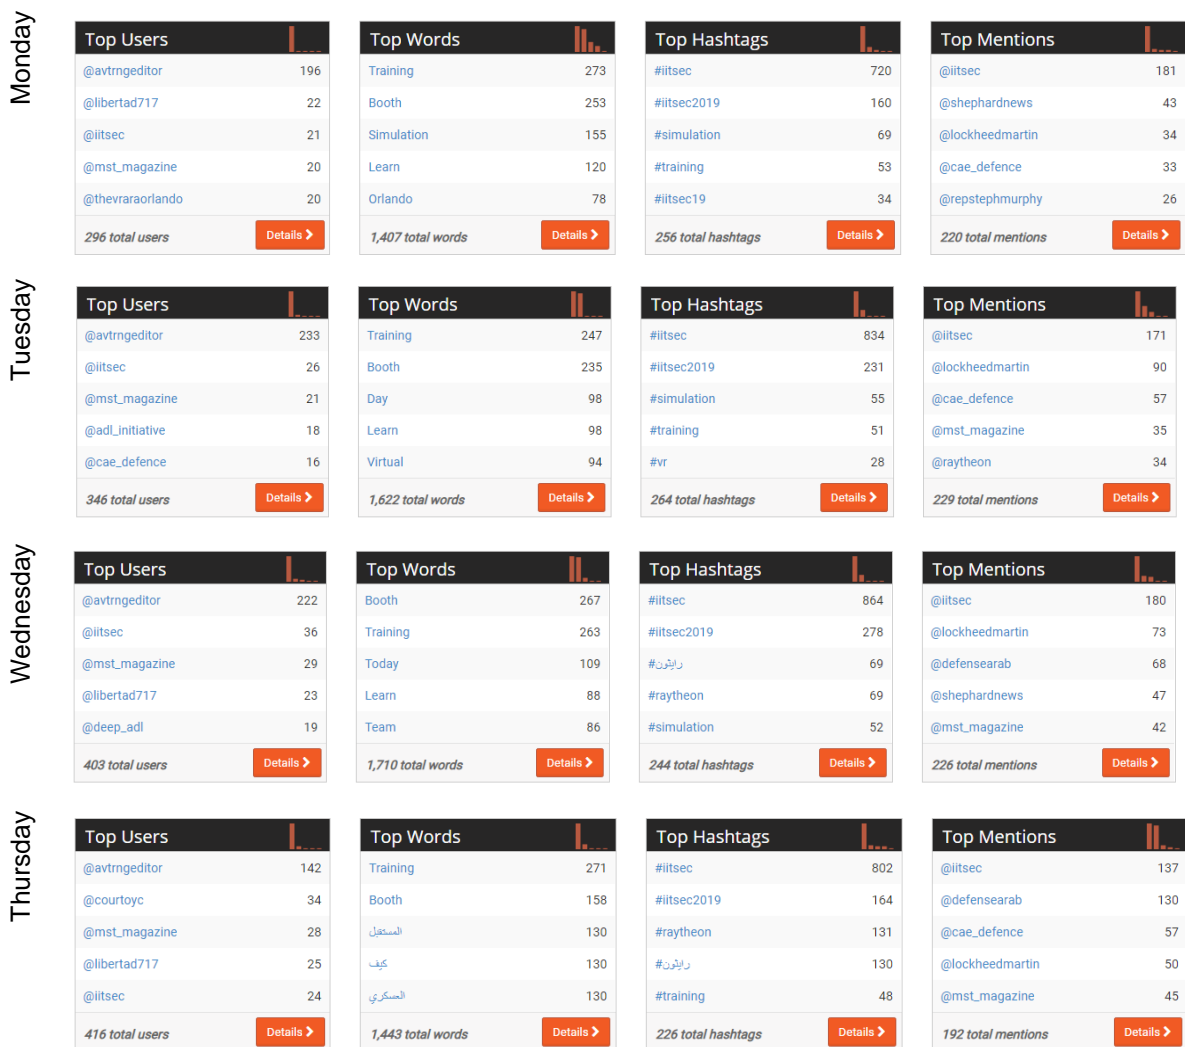 Monday
Top Users
@avtrngeditor 196
@libertad717 22
@iitsec 21
@mst_magazine 20
@thevraraorlando 20
296 total users Details
Top Words
Training 273
Booth 253
Simulation 155
Learn 120
Orlando 78
1,407 total words Details
Top Hashtags
#iitsec 720
#iitsec2019 160
#simulation 69
#training 53
#iitsec19 34
256 total hashtags Details
Top Mentions
@iitsec 181
@shephardnews 43
@lockheedmartin 34
@cae_defence 33
@repstephmurphy 26
220 total mentions Details
Tuesday
Top Users
@avtrngeditor 233
@iitsec 26
@mst_magazine 21
@adl_initiative 18
@cae_defence 16
346 total users Details
Top Words
Training 247
Booth 235
Day 98
Learn 98
Virtual 94
1,622 total words Details
Top Hashtags
#iitsec 834
#iitsec2019 231
#simulation 55
#training 51
#vr 28
264 total hashtags Details
Top Mentions
@iitsec 171
@lockheedmartin 90
@cae_defence 57
@mst_magazine 35
@raytheon 34
229 total mentions Details
Wednesday
Top Users
@avtrngeditor 222
@iitsec 36
@mst_magazine 29
@libertad717 23
@deep_adl 19
403 total users Details
Top Words
Booth 267
Training 263
Today 109
Learn 88
Team 86
1,710 total words Details
Top Hashtags
#iitsec 864
#iitsec2019 278
#رايثون 69
#raytheon 69
#simulation 52
244 total hashtags Details
Top Mentions
@iitsec 180
@lockheedmartin 73
@defensearab 68
@shephardnews 47
@mst_magazine 42
226 total mentions Details
Thursday
Top Users
@avtrngeditor 142
@courtoyc 34
@mst_magazine 28
@libertad717 25
@iitsec 24
416 total users Details
Top Words
Training 271
Booth 158
المستقبل 130
كيف 130
العسكري 130
1,443 total words Details
Top Hashtags
#iitsec 802
#iitsec2019 164
#raytheon 131
#رايثون 130
#training 48
226 total hashtags Details
Top Mentions
@iitsec 137
@defensearab 130
@cae_defence 57
@lockheedmartin 50
@mst_magazine 45
192 total mentions Details